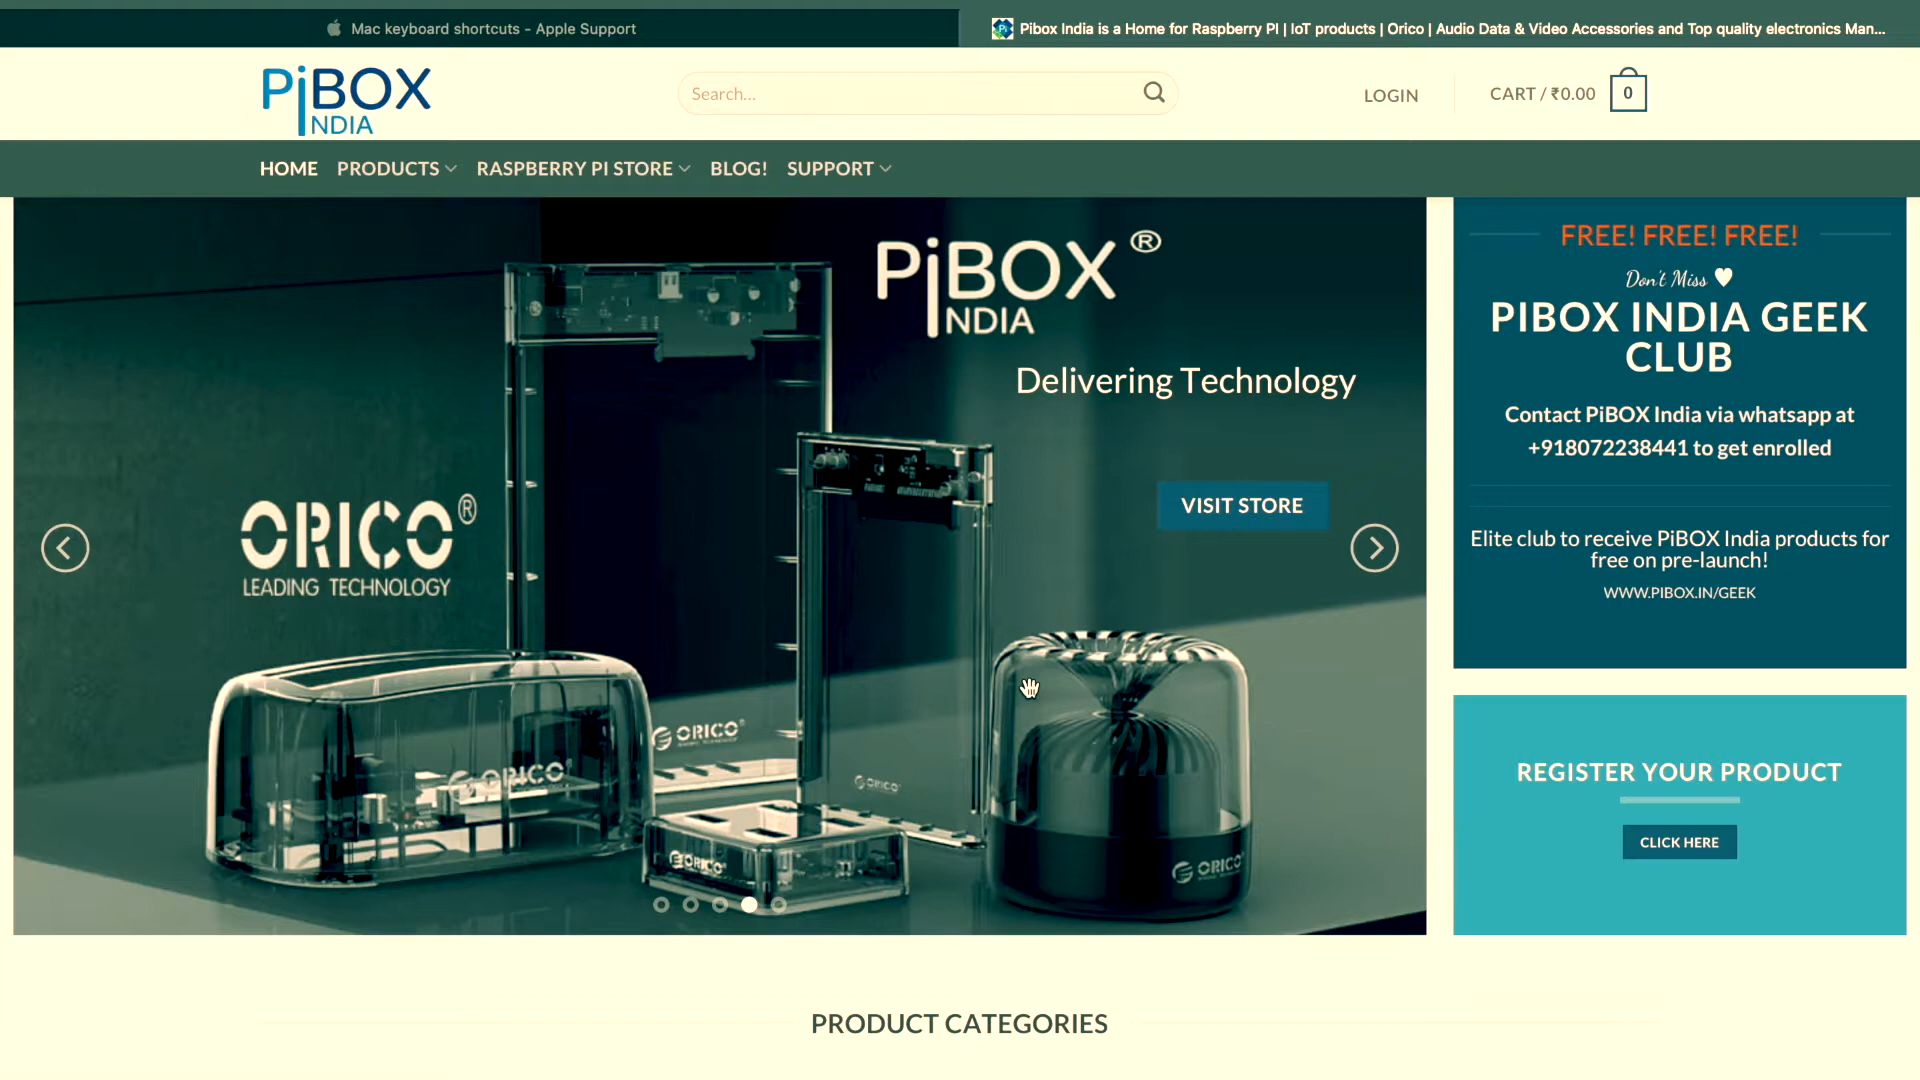 Mac keyboard shortcuts - Apple Support
Pibox India is a Home for Raspberry PI | IoT products | Orico | Audio Data & Video Accessories and Top quality electronics Man...
PiBOX
INDIA
Search...
LOGIN
CART / ₹0.00
0
HOME
PRODUCTS
RASPBERRY PI STORE
BLOG!
SUPPORT
PiBOX ®
INDIA
Delivering Technology
VISIT STORE
ORICO®
LEADING TECHNOLOGY
ORICO®
ORICO
ORICO
ORICO
ORICO
FREE! FREE! FREE!
Don't Miss
PIBOX INDIA GEEK
CLUB
Contact PiBOX India via whatsapp at
+918072238441 to get enrolled
Elite club to receive PiBOX India products for
free on pre-launch!
WWW.PIBOX.IN/GEEK
REGISTER YOUR PRODUCT
CLICK HERE
PRODUCT CATEGORIES